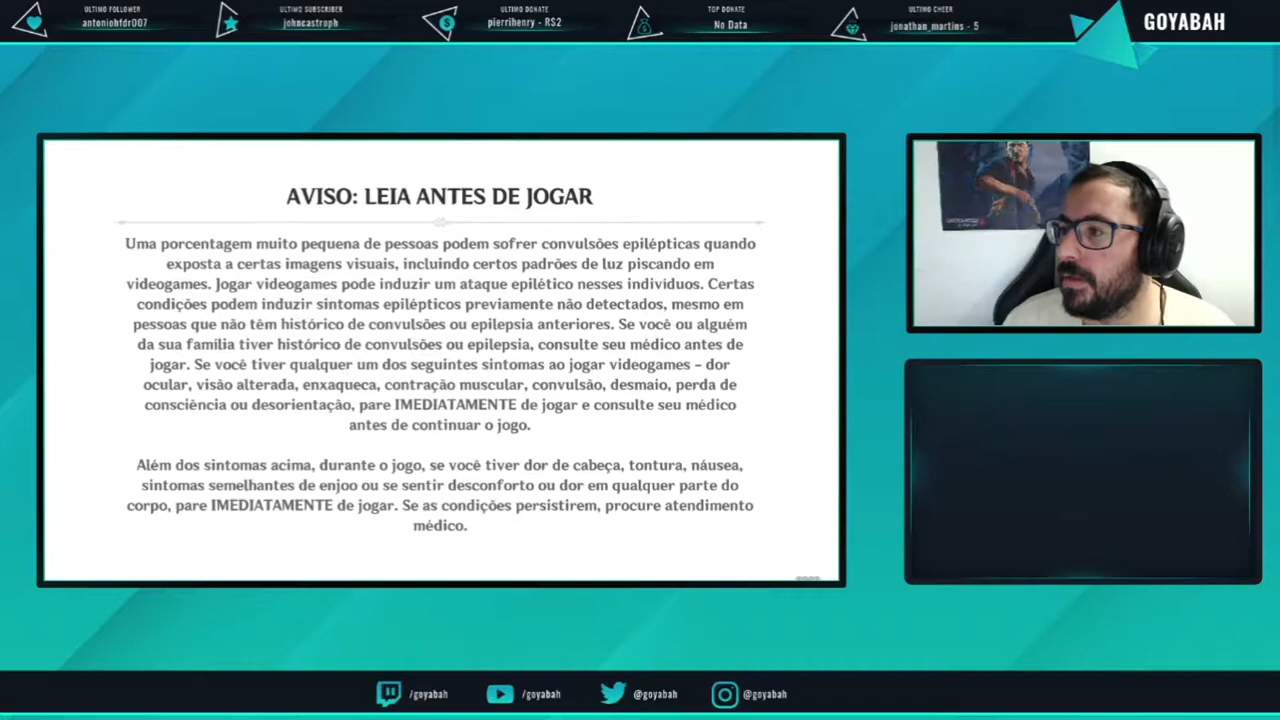 ULTIMO FOLLOWER
antoniohfdr007
ULTIMO SUBSCRIBER
johncastroph
ULTIMO DONATE
pierrihenry - R$2
TOP DONATE
No Data
ULTIMO CHEER
jonathan_martins - 5
GOYABAH
AVISO: LEIA ANTES DE JOGAR
Uma porcentagem muito pequena de pessoas podem sofrer convulsões epilépticas quando
exposta a certas imagens visuais, incluindo certos padrões de luz piscando em
videogames. Jogar videogames pode induzir um ataque epilético nesses indivíduos. Certas
condições podem induzir sintomas epilépticos previamente não detectados, mesmo em
pessoas que não têm histórico de convulsões ou epilepsia anteriores. Se você ou alguém
da sua família tiver histórico de convulsões ou epilepsia, consulte seu médico antes de
jogar. Se você tiver qualquer um dos seguintes sintomas ao jogar videogames – dor
ocular, visão alterada, enxaqueca, contração muscular, convulsão, desmaio, perda de
consciência ou desorientação, pare IMEDIATAMENTE de jogar e consulte seu médico
antes de continuar o jogo.
Além dos sintomas acima, durante o jogo, se você tiver dor de cabeça, tontura, náusea,
sintomas semelhantes de enjoo ou se sentir desconforto ou dor em qualquer parte do
corpo, pare IMEDIATAMENTE de jogar. Se as condições persistirem, procure atendimento
médico.
/goyabah
/goyabah
@goyabah
@goyabah